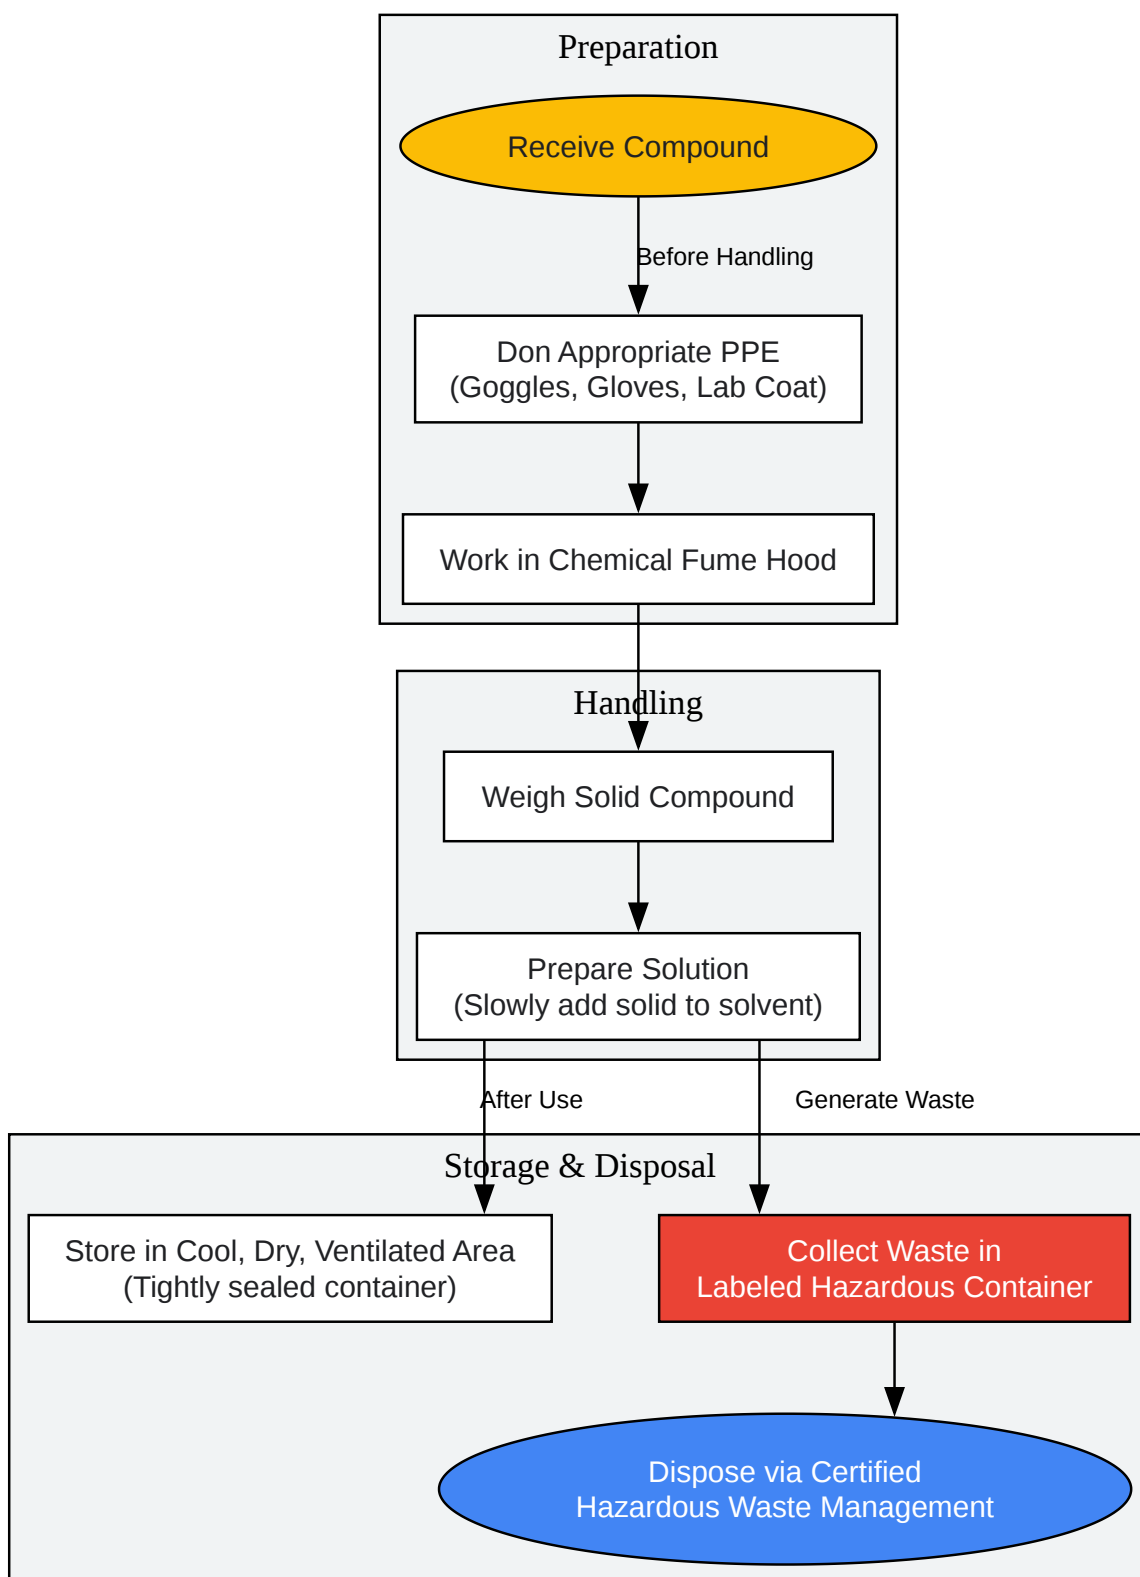 Preparation
Receive Compound
Before Handling
Don Appropriate PPE
(Goggles, Gloves, Lab Coat)
Work in Chemical Fume Hood
Handling
Weigh Solid Compound
Prepare Solution
(Slowly add solid to solvent)
After Use
Generate Waste
Storage & Disposal
Store in Cool, Dry, Ventilated Area
(Tightly sealed container)
Collect Waste in
Labeled Hazardous Container
Dispose via Certified
Hazardous Waste Management